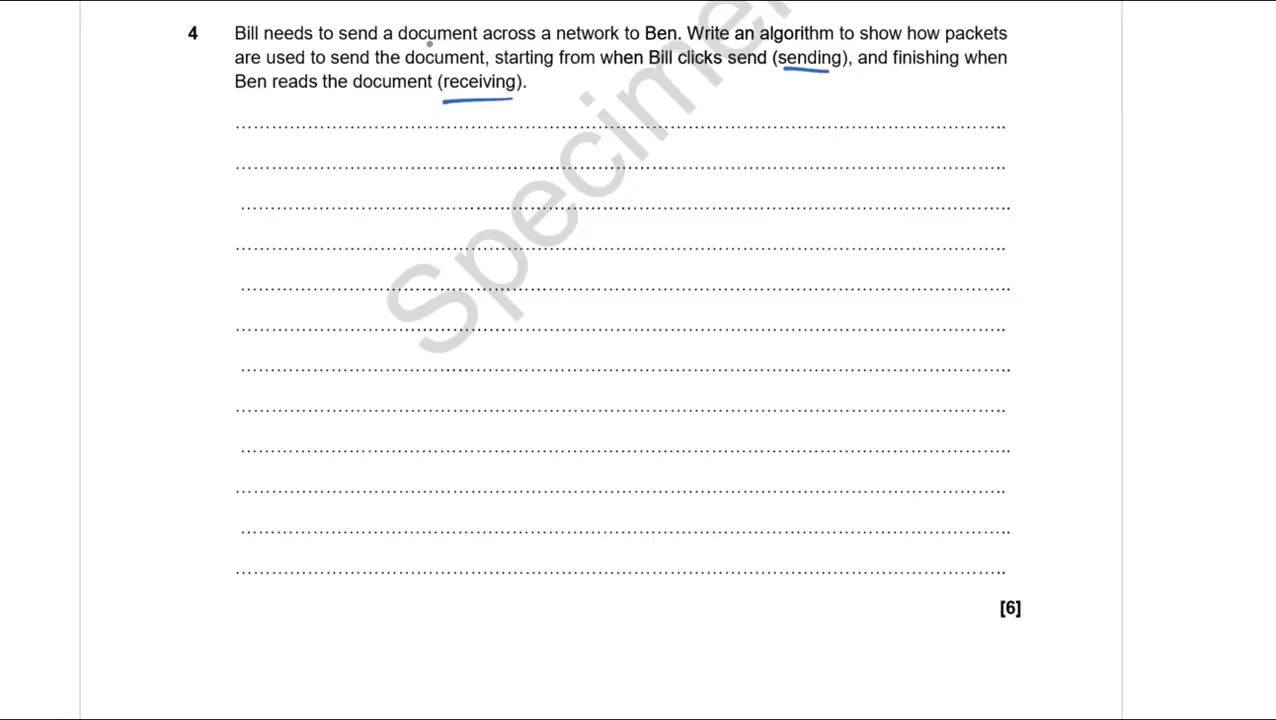 4 Bill needs to send a document across a network to Ben. Write an algorithm to show how packets
are used to send the document, starting from when Bill clicks send (sending), and finishing when
Ben reads the document (receiving).
Specimen
[6]